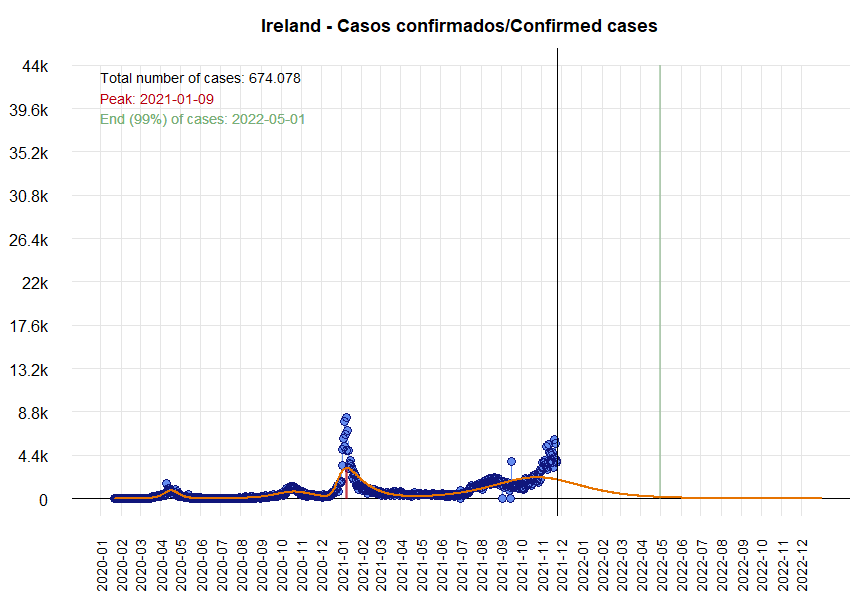 Ireland - Casos confirmados/Confirmed cases
44k
Total number of cases: 674.078
Peak: 2021-01-09
39.6k
End (99%) of cases: 2022-05-01
35.2k
30.8k
26.4k
22k
17.6k
13.2k
8.8k
4.4k
0
2020-01
2020-02
2020-03
2020-04
2020-05
2020-06
2020-07
2020-08
2020-09
2020-10
2020-11
2020-12
2021-01
2021-02
2021-03
2021-04
2021-05
2021-06
2021-07
2021-08
2021-09
2021-10
2021-11
2021-12
2022-01
2022-02
2022-03
2022-04
2022-05
2022-06
2022-07
2022-08
2022-09
2022-10
2022-11
2022-12